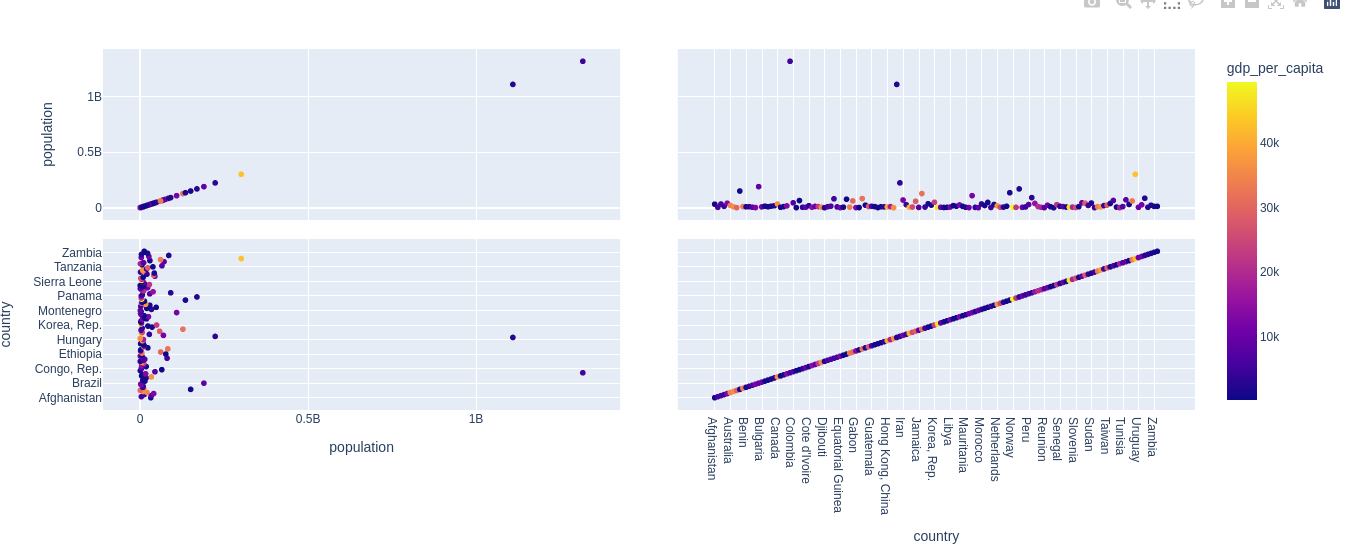 gdp_per_capita
population
1B
0.5B
0
40k
30k
20k
10k
country
Zambia
Tanzania
Sierra Leone
Panama
Montenegro
Korea, Rep.
Hungary
Ethiopia
Congo, Rep.
Brazil
Afghanistan
0
0.5B
1B
population
Afghanistan
Australia
Benin
Bulgaria
Canada
Colombia
Cote d'Ivoire
Djibouti
Equatorial Guinea
Gabon
Guatemala
Hong Kong, China
Iran
Jamaica
Korea, Rep.
Libya
Mauritania
Morocco
Netherlands
Norway
Peru
Reunion
Senegal
Slovenia
Sudan
Taiwan
Tunisia
Uruguay
Zambia
country